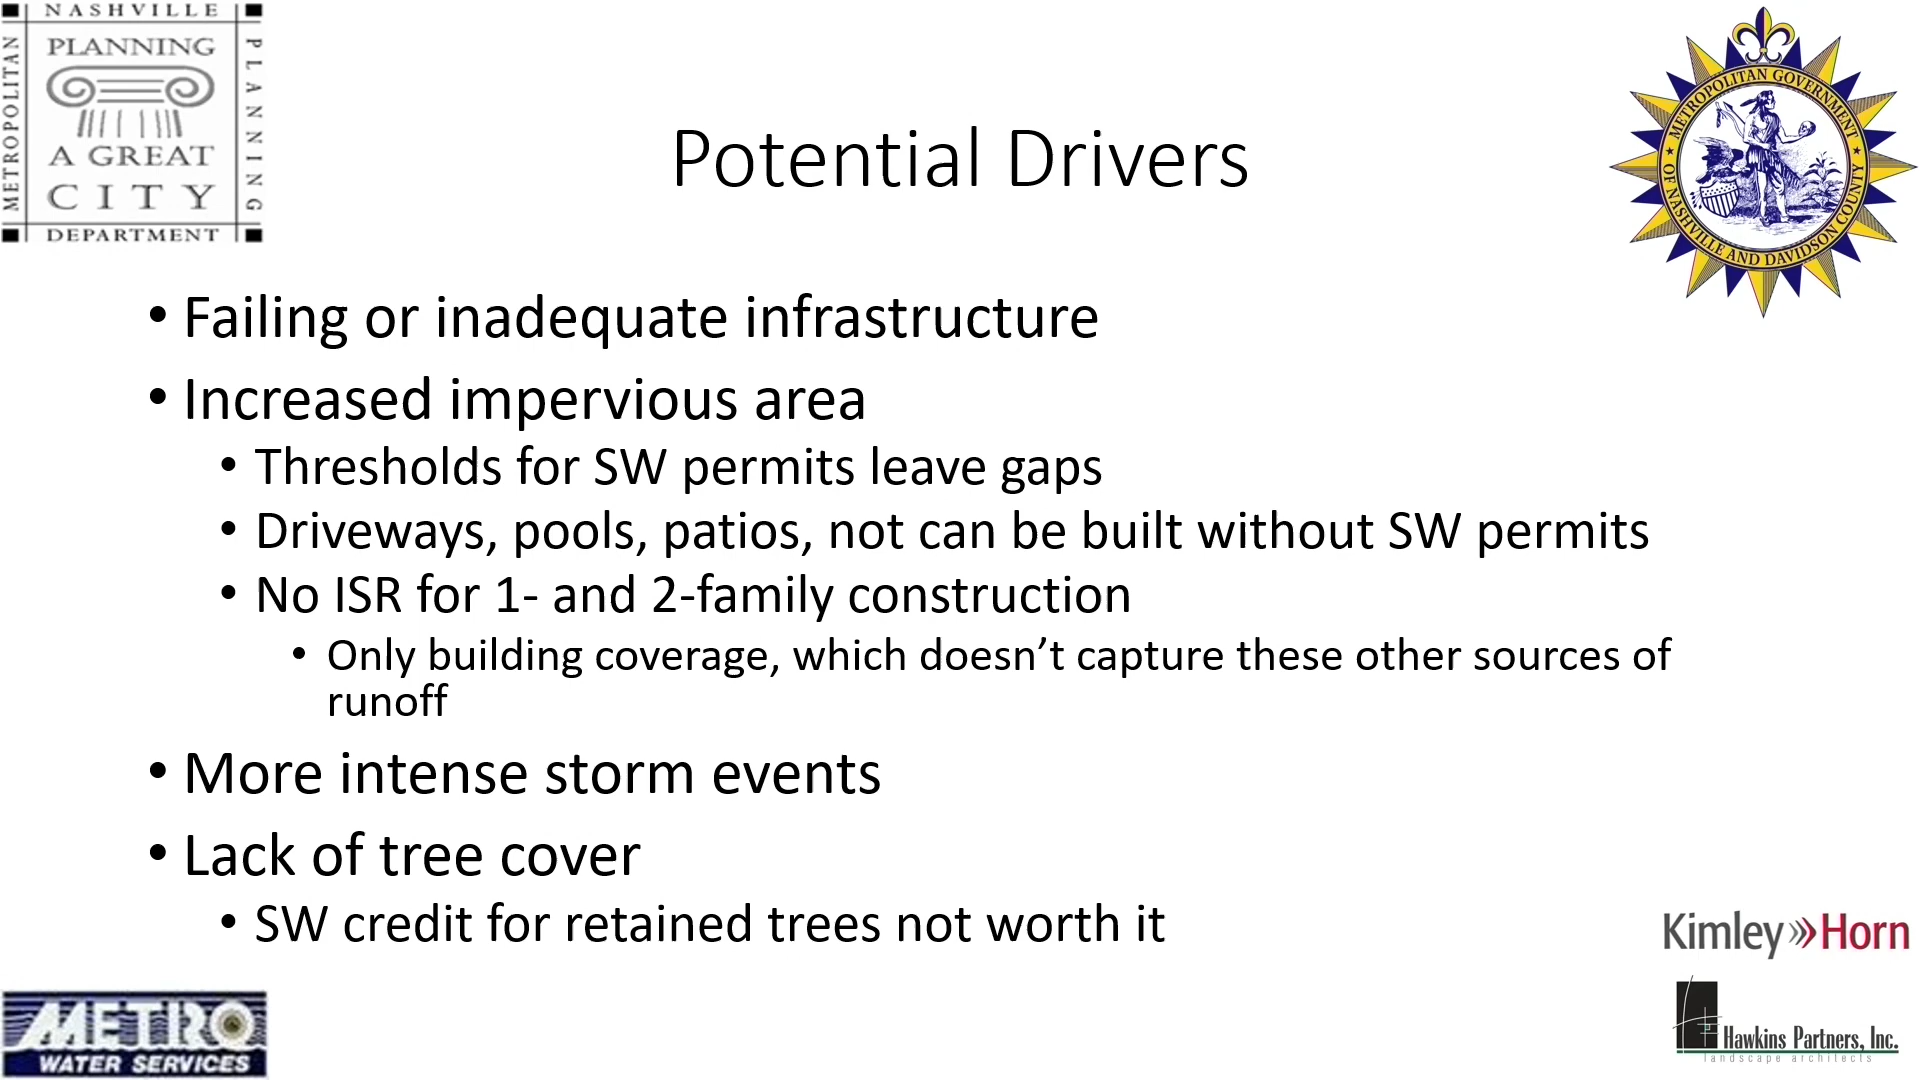 NASHVILLE
METROPOLITAN
PLANNING
PLANNING
A GREAT
CITY
DEPARTMENT
Potential Drivers
METROPOLITAN GOVERNMENT
OF NASHVILLE AND DAVIDSON COUNTY
• Failing or inadequate infrastructure
• Increased impervious area
• Thresholds for SW permits leave gaps
• Driveways, pools, patios, not can be built without SW permits
• No ISR for 1- and 2-family construction
• Only building coverage, which doesn’t capture these other sources of
runoff
• More intense storm events
• Lack of tree cover
• SW credit for retained trees not worth it
Kimley»Horn
METRO
WATER SERVICES
Hawkins Partners, Inc.
landscape architects